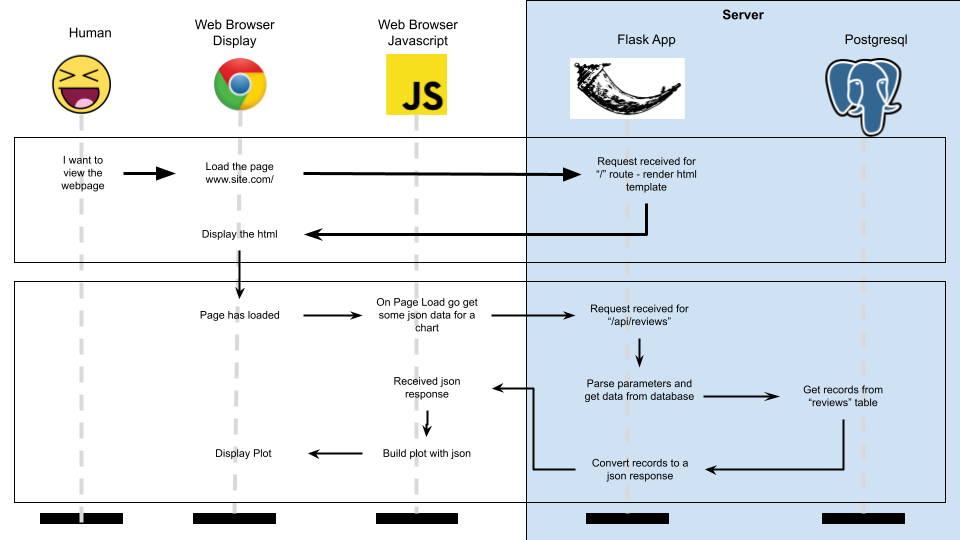 Server
Human
Web Browser
Display
Web Browser
Javascript
Flask App
Postgresql
JS
I want to
view the
webpage
Load the page
www.site.com/
Request received for
“/” route - render html
template
Display the html
Page has loaded
On Page Load go get
some json data for a
chart
Request received for
“/api/reviews”
Received json
response
Parse parameters and
get data from database
Get records from
“reviews” table
Display Plot
Build plot with json
Convert records to a
json response